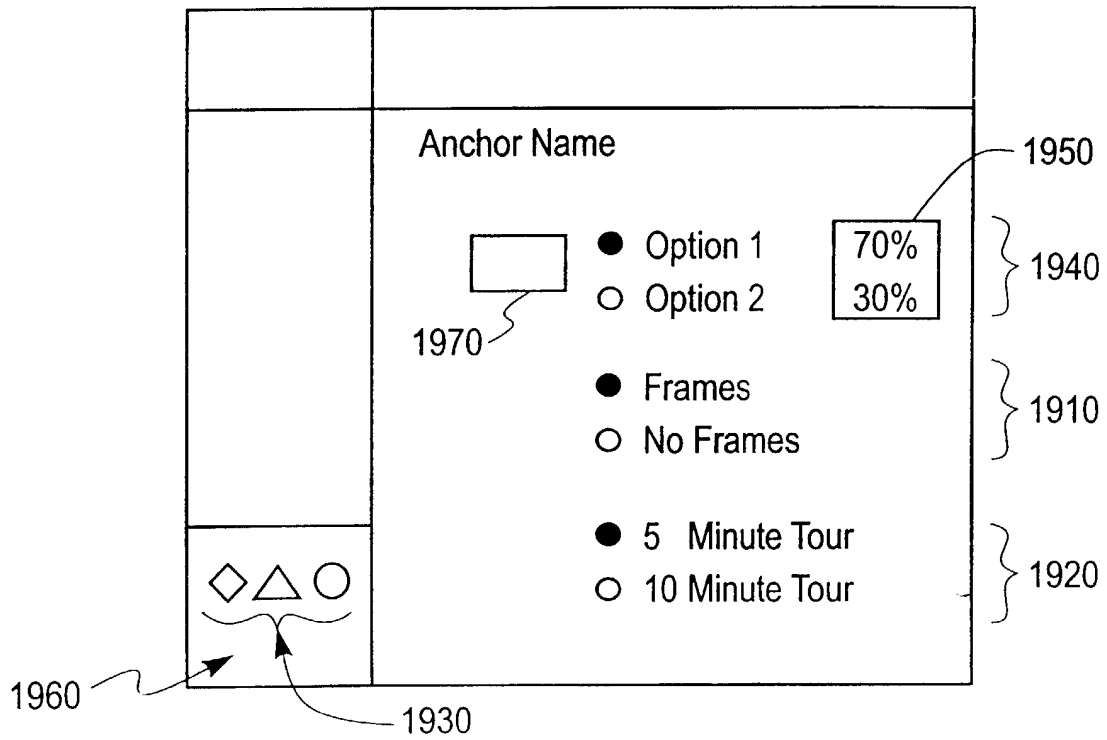 Anchor Name
1950
Option 1 70%
1940
Option 2 30%
1970
Frames
1910
No Frames
5 Minute Tour
1920
10 Minute Tour
1960
1930